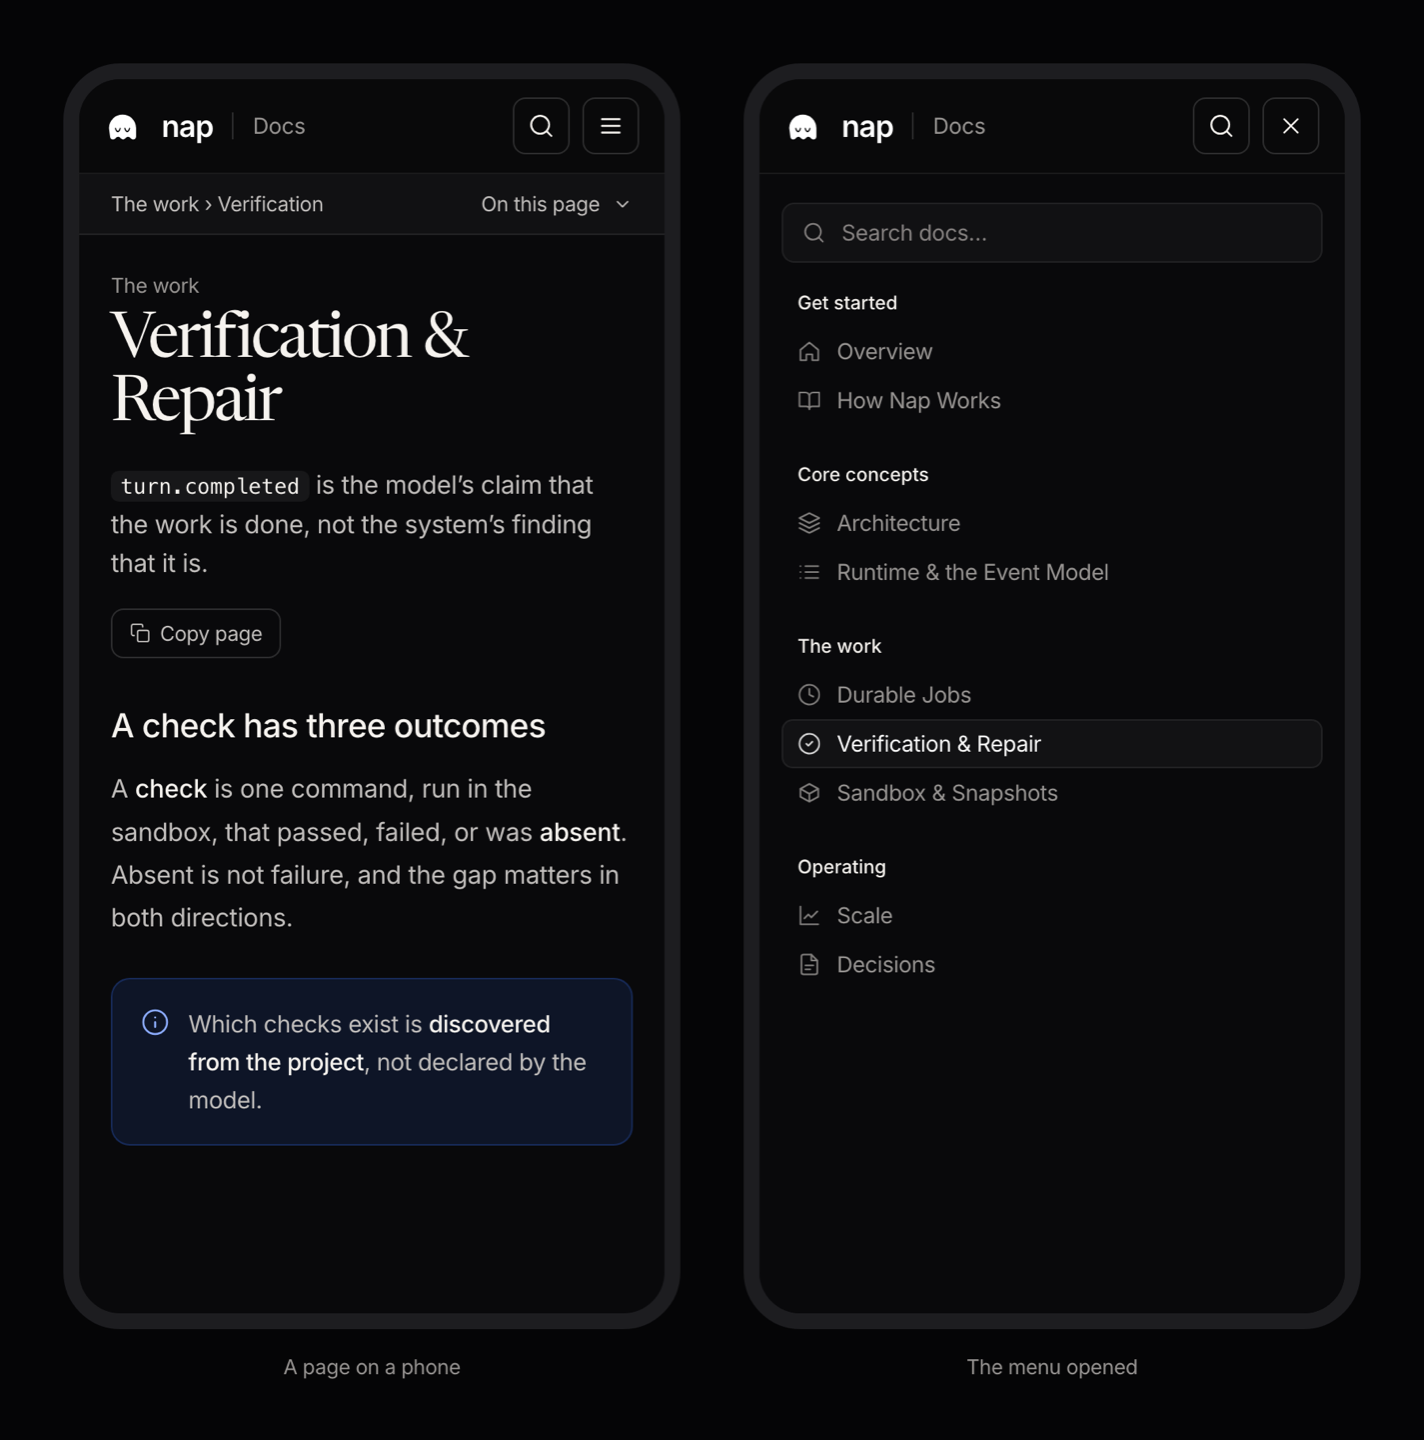 nap
Docs
The work › Verification
On this page
The work
Verification &
Repair
turn.completed is the model’s claim that
the work is done, not the system’s finding
that it is.
Copy page
A check has three outcomes
A check is one command, run in the
sandbox, that passed, failed, or was absent.
Absent is not failure, and the gap matters in
both directions.
Which checks exist is discovered
from the project, not declared by the
model.
A page on a phone
nap
Docs
Search docs...
Get started
Overview
How Nap Works
Core concepts
Architecture
Runtime & the Event Model
The work
Durable Jobs
Verification & Repair
Sandbox & Snapshots
Operating
Scale
Decisions
The menu opened